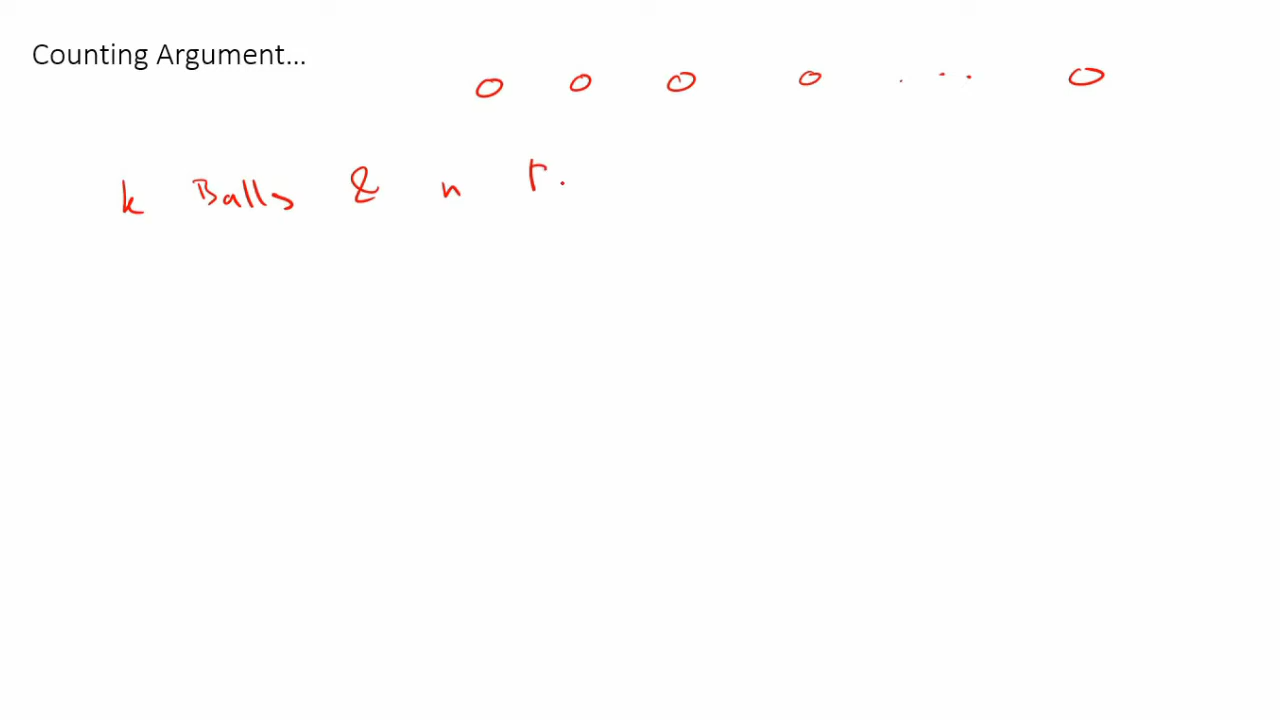 Counting Argument...
o o o o ... o
k Balls & n